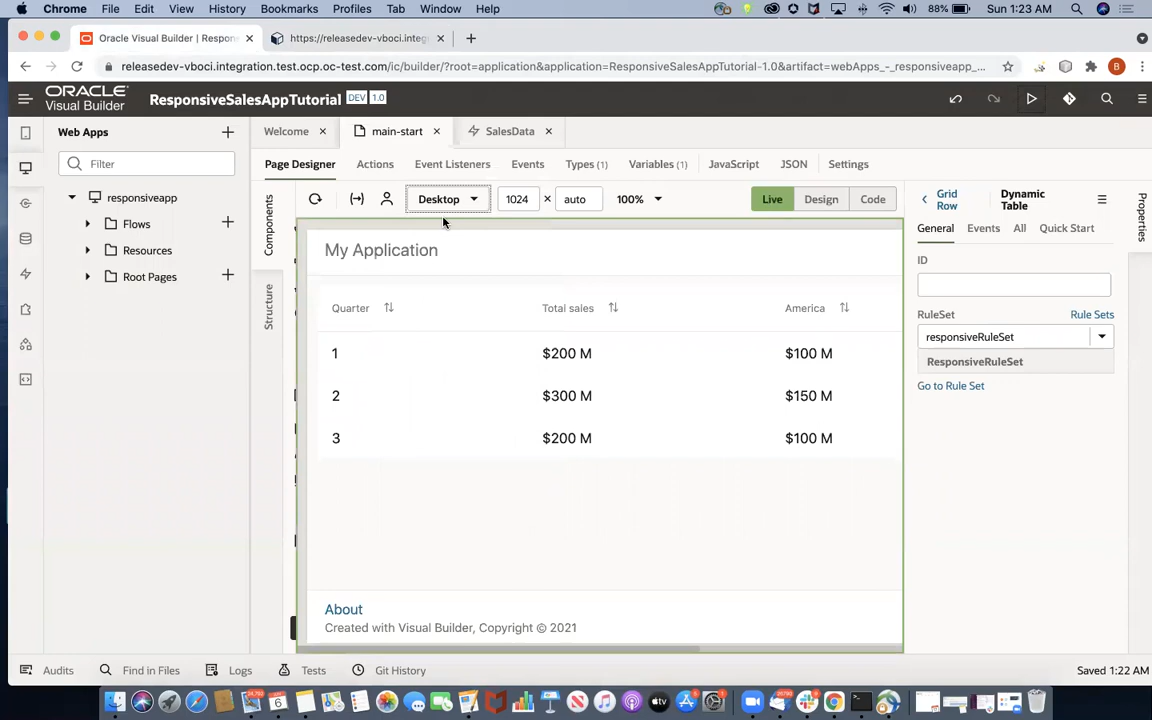 Chrome File Edit View History Bookmarks Profiles Tab Window Help 88% Sun 1:23 AM
Oracle Visual Builder | Respon
https://releasedev-vboci.integ
releasedev-vboci.integration.test.ocp.oc-test.com/ic/builder/?root=application&application=ResponsiveSalesAppTutorial-1.0&artifact=webApps_-_responsiveapp_... B
ORACLE
Visual Builder
ResponsiveSalesAppTutorial DEV 1.0
Web Apps
Welcome main-start SalesData
Filter
Page Designer Actions Event Listeners Events Types (1) Variables (1) JavaScript JSON Settings
responsiveapp
Flows
Resources
Root Pages
Components
Structure
Desktop 1024 × auto 100% Live Design Code
My Application
Quarter Total sales America
1 $200 M $100 M
2 $300 M $150 M
3 $200 M $100 M
About
Created with Visual Builder, Copyright © 2021
Grid Row
Dynamic Table
Properties
General Events All Quick Start
ID
RuleSet Rule Sets
responsiveRuleSet
ResponsiveRuleSet
Go to Rule Set
Audits Find in Files Logs Tests Git History Saved 1:22 AM